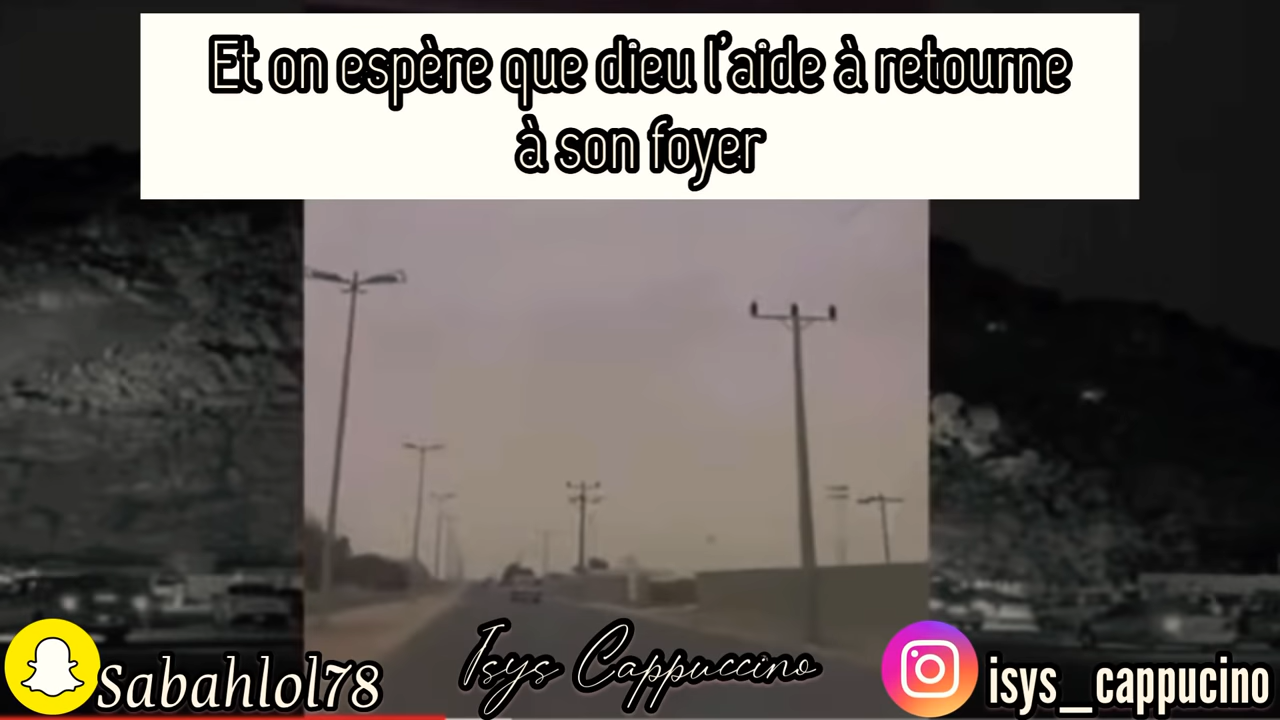 Et on espère que dieu l'aide à retourne
à son foyer
Sabahlol78
Isys Cappuccino
isys_cappucino